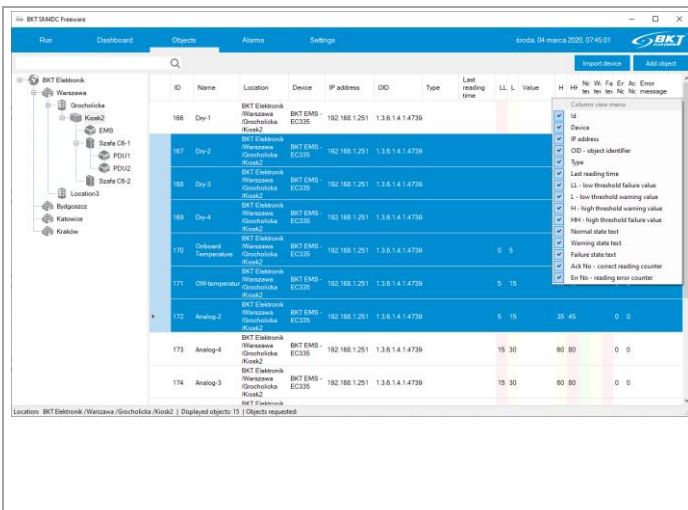 BKT SM4DC Freeware
Run Dashboard Objects Alarms Settings środa, 04 marca 2020, 07:45:01 BKT
Import device Add object
BKT Elektronik
Warszawa
Grocholicka
Kiosk2
EMS
Szafa C6-1
PDU1
PDU2
Szafa C6-2
Location3
Bydgoszcz
Katowice
Kraków
ID Name Location Device IP address OID Type Last reading time LL L Value H HH Error message
166 Dry-1 BKT Elektronik /Warszawa /Grocholicka /Kiosk2 BKT EMS - EC335 192.168.1.251 1.3.6.1.4.1.4739
167 Dry-2 BKT Elektronik /Warszawa /Grocholicka /Kiosk2 BKT EMS - EC335 192.168.1.251 1.3.6.1.4.1.4739
168 Dry-3 BKT Elektronik /Warszawa /Grocholicka /Kiosk2 BKT EMS - EC335 192.168.1.251 1.3.6.1.4.1.4739
169 Dry-4 BKT Elektronik /Warszawa /Grocholicka /Kiosk2 BKT EMS - EC335 192.168.1.251 1.3.6.1.4.1.4739
170 Onboard Temperature BKT Elektronik /Warszawa /Grocholicka /Kiosk2 BKT EMS - EC335 192.168.1.251 1.3.6.1.4.1.4739 0 5
171 OW-temperatur BKT Elektronik /Warszawa /Grocholicka /Kiosk2 BKT EMS - EC335 192.168.1.251 1.3.6.1.4.1.4739 5 15
172 Analog-2 BKT Elektronik /Warszawa /Grocholicka /Kiosk2 BKT EMS - EC335 192.168.1.251 1.3.6.1.4.1.4739 5 15 35 45 0 0
173 Analog-4 BKT Elektronik /Warszawa /Grocholicka /Kiosk2 BKT EMS - EC335 192.168.1.251 1.3.6.1.4.1.4739 15 30 60 80 0 0
174 Analog-3 BKT Elektronik /Warszawa /Grocholicka /Kiosk2 BKT EMS - EC335 192.168.1.251 1.3.6.1.4.1.4739 15 30 60 80 0 0
BKT Elektronik
Column view menu
Id
Device
IP address
OID - object identifier
Type
Last reading time
LL - low threshold failure value
L - low threshold warning value
H - high threshold warning value
HH - high threshold failure value
Normal state text
Warning state text
Failure state text
Ack No - correct reading counter
Err No - reading error counter
Location: BKT Elektronik /Warszawa /Grocholicka /Kiosk2 | Displayed objects: 15 | Objects requested: